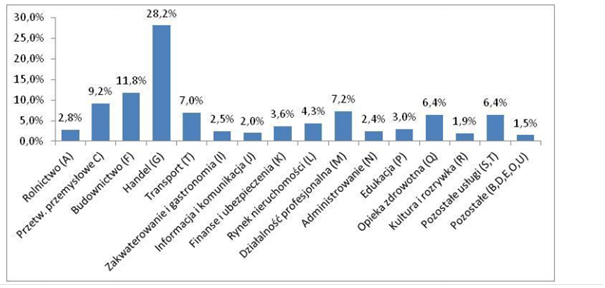 30,0%
25,0%
20,0%
15,0%
10,0%
5,0%
0,0%
2,8%
9,2%
11,8%
28,2%
7,0%
2,5%
2,0%
3,6%
4,3%
7,2%
2,4%
3,0%
6,4%
1,9%
6,4%
1,5%
Rolnictwo (A)
Przetw. przemysłowe C)
Budownictwo (F)
Handel (G)
Transport (T)
Zakwaterowanie i gastronomia (I)
Informacja i komunikacja (J)
Finanse i ubezpieczenia (K)
Rynek nieruchomości (L)
Działalność profesjonalna (M)
Administrowanie (N)
Edukacja (P)
Opieka zdrowotna (Q)
Kultura i rozrywka (R)
Pozostałe usługi (S,T)
Pozostałe (B,D,E,O,U)